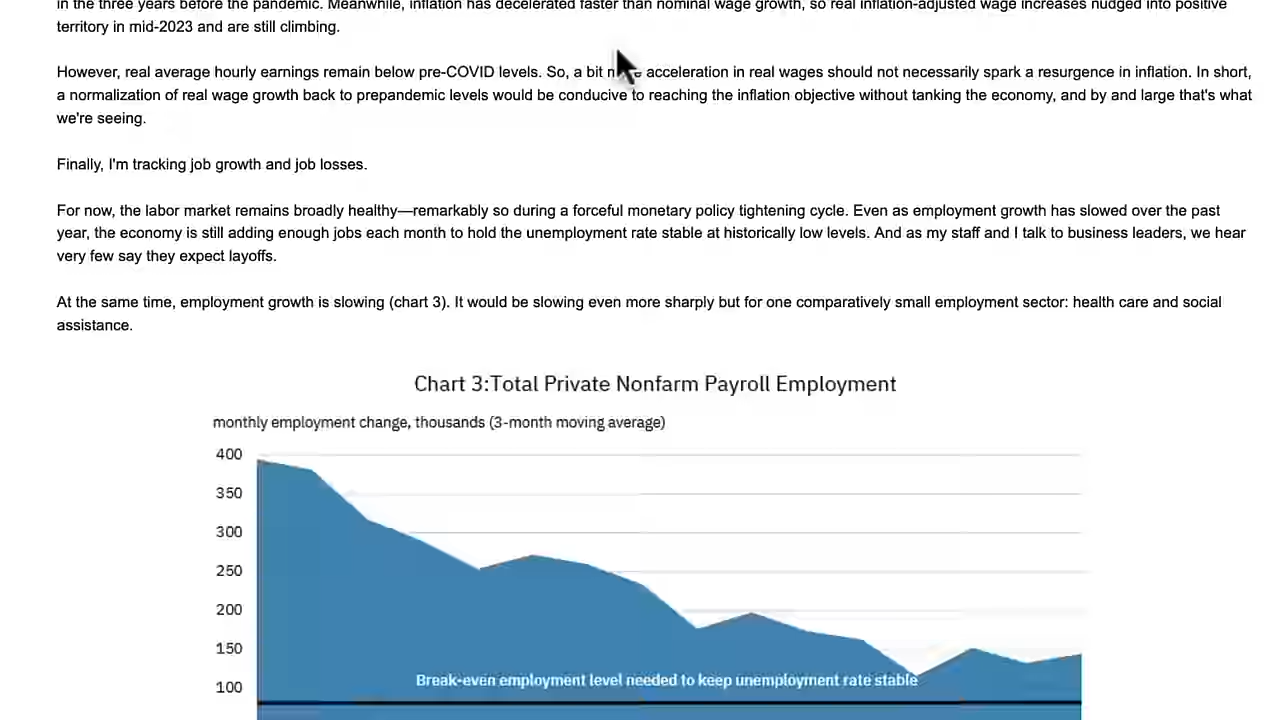 in the three years before the pandemic. Meanwhile, inflation has decelerated faster than nominal wage growth, so real inflation-adjusted wage increases nudged into positive
territory in mid-2023 and are still climbing.
However, real average hourly earnings remain below pre-COVID levels. So, a bit acceleration in real wages should not necessarily spark a resurgence in inflation. In short,
a normalization of real wage growth back to prepandemic levels would be conducive to reaching the inflation objective without tanking the economy, and by and large that's what
we're seeing.
Finally, I'm tracking job growth and job losses.
For now, the labor market remains broadly healthy—remarkably so during a forceful monetary policy tightening cycle. Even as employment growth has slowed over the past
year, the economy is still adding enough jobs each month to hold the unemployment rate stable at historically low levels. And as my staff and I talk to business leaders, we hear
very few say they expect layoffs.
At the same time, employment growth is slowing (chart 3). It would be slowing even more sharply but for one comparatively small employment sector: health care and social
assistance.
Chart 3:Total Private Nonfarm Payroll Employment
monthly employment change, thousands (3-month moving average)
400
350
300
250
200
150
Break-even employment level needed to keep unemployment rate stable
100